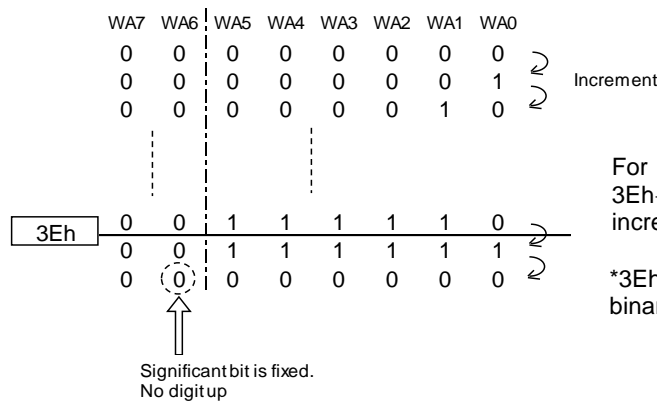 WA7 WA6 WA5 WA4 WA3 WA2 WA1 WA0
0 0 0 0 0 0 0 0
0 0 0 0 0 0 0 1
0 0 0 0 0 0 1 0
Increment
For
3Eh-
incre
3Eh
0 0 1 1 1 1 1 0
0 0 1 1 1 1 1 1
0 0 0 0 0 0 0 0
*3Eh
binar
Significant bit is fixed.
No digit up